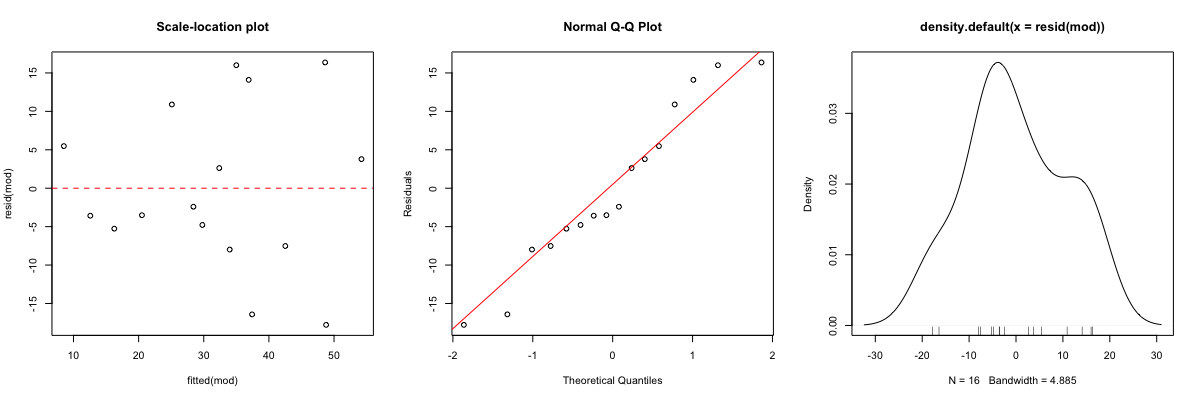 Scale-location plot
resid(mod)
15
10
5
0
-5
-10
-15
10 20 30 40 50
fitted(mod)
Normal Q-Q Plot
Residuals
15
10
5
0
-5
-10
-15
-2 -1 0 1 2
Theoretical Quantiles
density.default(x = resid(mod))
Density
0.03
0.02
0.01
0.00
-30 -20 -10 0 10 20 30
N = 16 Bandwidth = 4.885